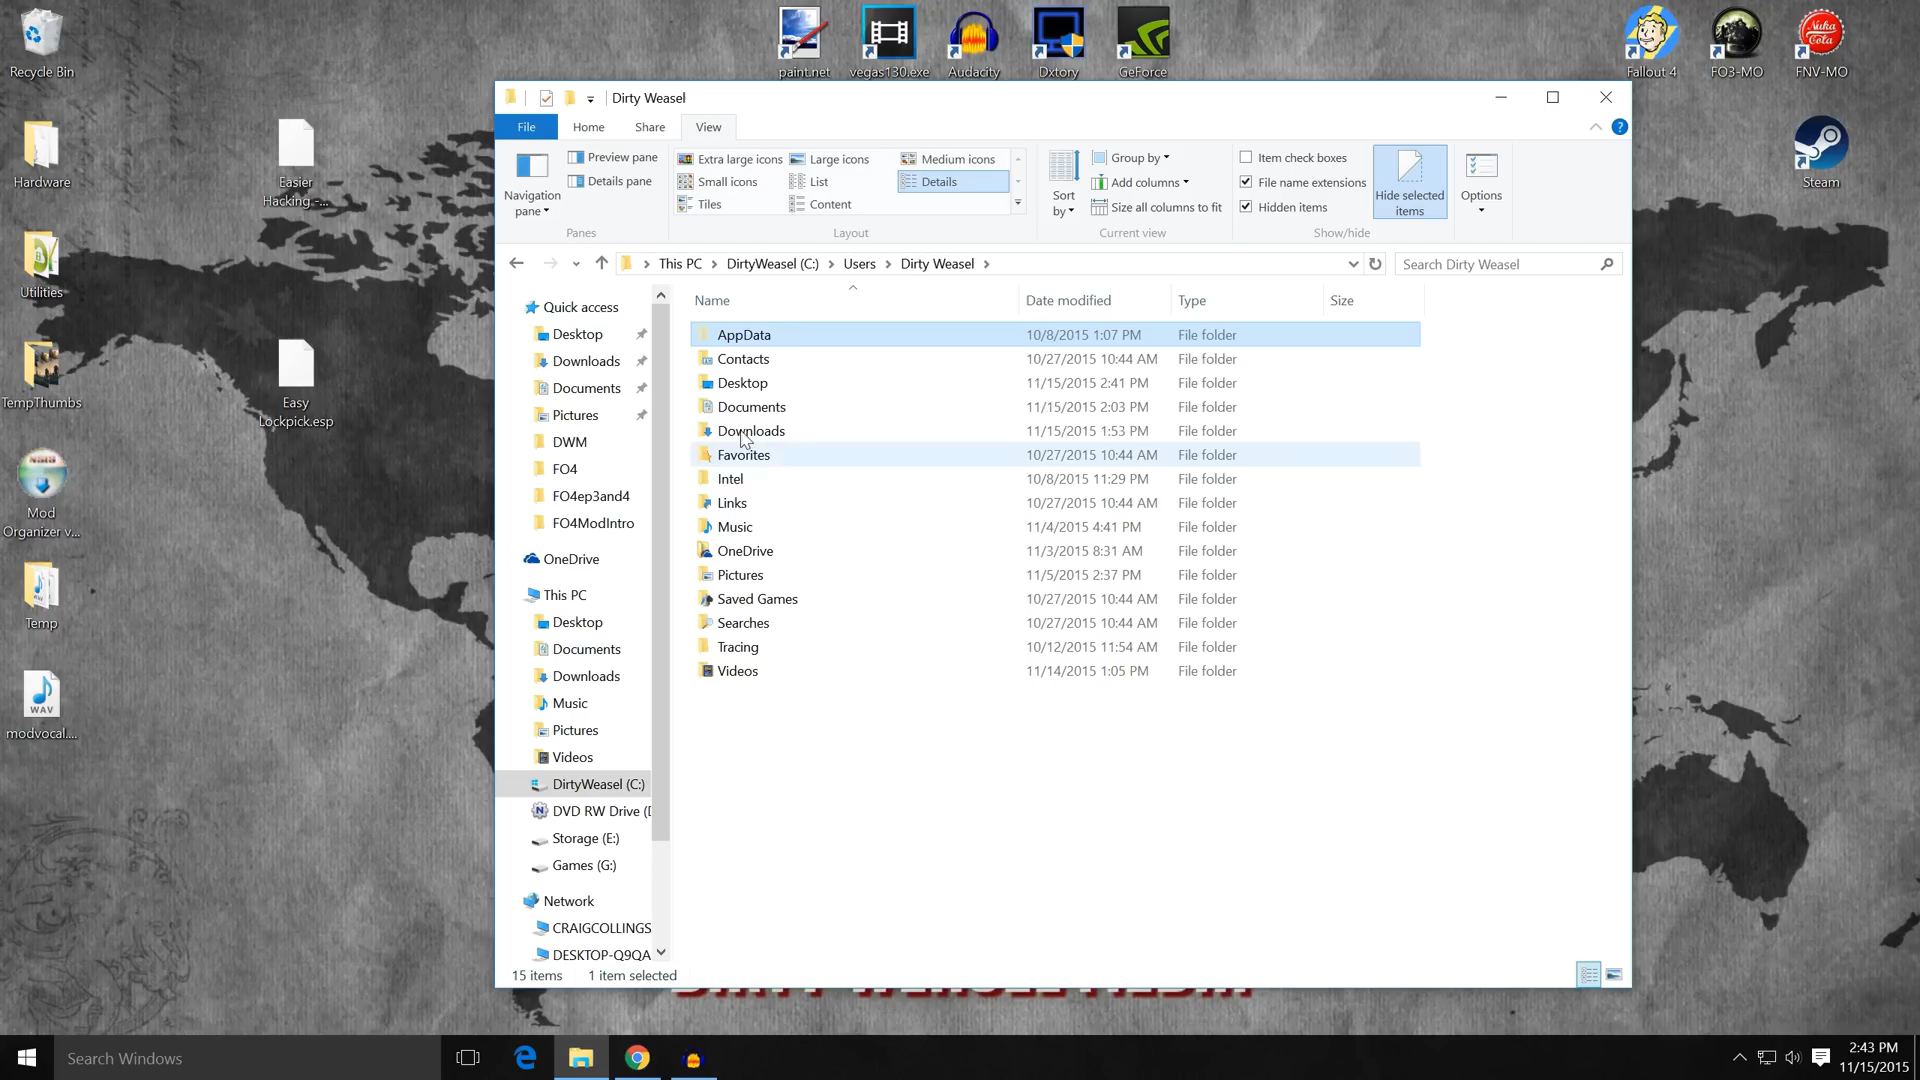 Recycle Bin
paint.net
vegas130.exe
Audacity
Dxtory
GeForce
Fallout 4
FO3-MO
Nuka Cola
FNV-MO
Dirty Weasel
File
Home
Share
View
Navigation pane
Preview pane
Details pane
Extra large icons
Large icons
Medium icons
Small icons
List
Details
Tiles
Content
Sort by
Group by
Add columns
Size all columns to fit
Item check boxes
File name extensions
Hidden items
Hide selected items
Options
Panes
Layout
Current view
Show/hide
Hardware
Easier
Hacking -...
Steam
Utilities
TempThumbs
Easy
Lockpick.esp
Mod
Organizer v...
Temp
WAV
modvocal....
This PC
DirtyWeasel (C:)
Users
Dirty Weasel
Search Dirty Weasel
Quick access
Desktop
Downloads
Documents
Pictures
DWM
FO4
FO4ep3and4
FO4ModIntro
OneDrive
This PC
Desktop
Documents
Downloads
Music
Pictures
Videos
DirtyWeasel (C:)
DVD RW Drive (
Storage (E:)
Games (G:)
Network
CRAIGCOLLINGS
DESKTOP-Q9QA
Name Date modified Type Size
AppData 10/8/2015 1:07 PM File folder
Contacts 10/27/2015 10:44 AM File folder
Desktop 11/15/2015 2:41 PM File folder
Documents 11/15/2015 2:03 PM File folder
Downloads 11/15/2015 1:53 PM File folder
Favorites 10/27/2015 10:44 AM File folder
Intel 10/8/2015 11:29 PM File folder
Links 10/27/2015 10:44 AM File folder
Music 11/4/2015 4:41 PM File folder
OneDrive 11/3/2015 8:31 AM File folder
Pictures 11/5/2015 2:37 PM File folder
Saved Games 10/27/2015 10:44 AM File folder
Searches 10/27/2015 10:44 AM File folder
Tracing 10/12/2015 11:54 AM File folder
Videos 11/14/2015 1:05 PM File folder
15 items 1 item selected
Search Windows
2:43 PM
11/15/2015